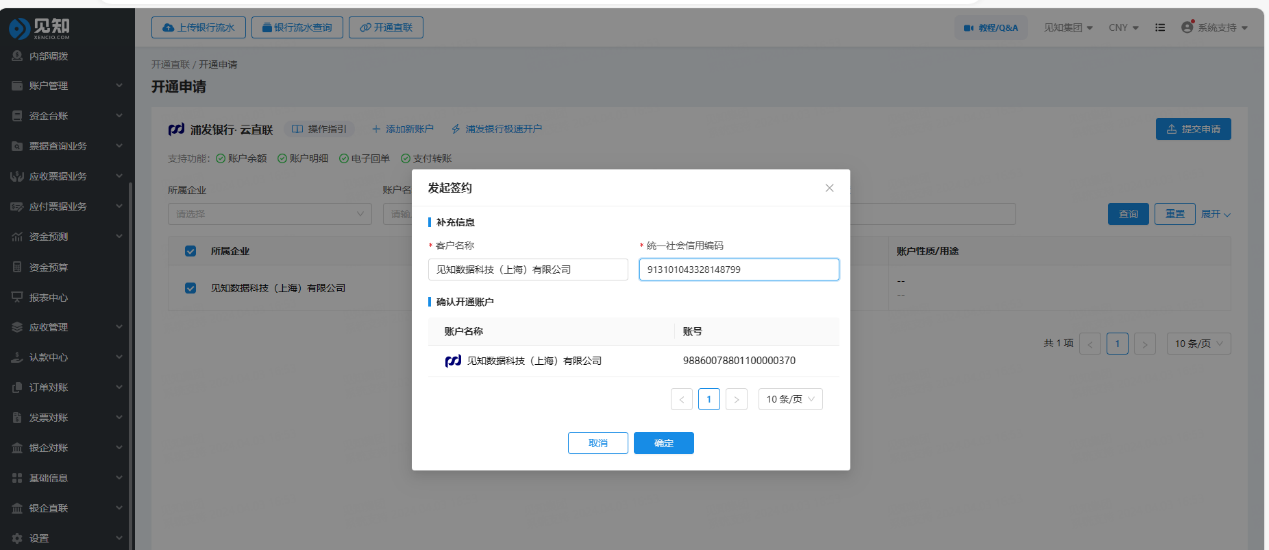 见知
XENCIO.COM
上传银行流水 银行流水查询 开通直联
教程/Q&A 见知集团 CNY 系统支持
内部调拨
账户管理
资金台账
票据查询业务
应收票据业务
应付票据业务
资金预测
资金预算
报表中心
应收管理
认款中心
订单对账
发票对账
银企对账
基础信息
银企直联
设置
开通直联 / 开通申请
开通申请
浦发银行· 云直联 操作指引 + 添加新账户 浦发银行极速开户
提交申请
支持功能: 账户余额 账户明细 电子回单 支付转账
所属企业 账户名
请选择 请输
查询 重置 展开
所属企业 账户性质/用途
见知数据科技（上海）有限公司 --
--
共 1 项 < 1 > 10 条/页
发起签约
补充信息
* 客户名称 * 统一社会信用编码
见知数据科技（上海）有限公司 913101043328148799
确认开通账户
账户名称 账号
见知数据科技（上海）有限公司 98860078801100000370
< 1 > 10 条/页
取消 确定